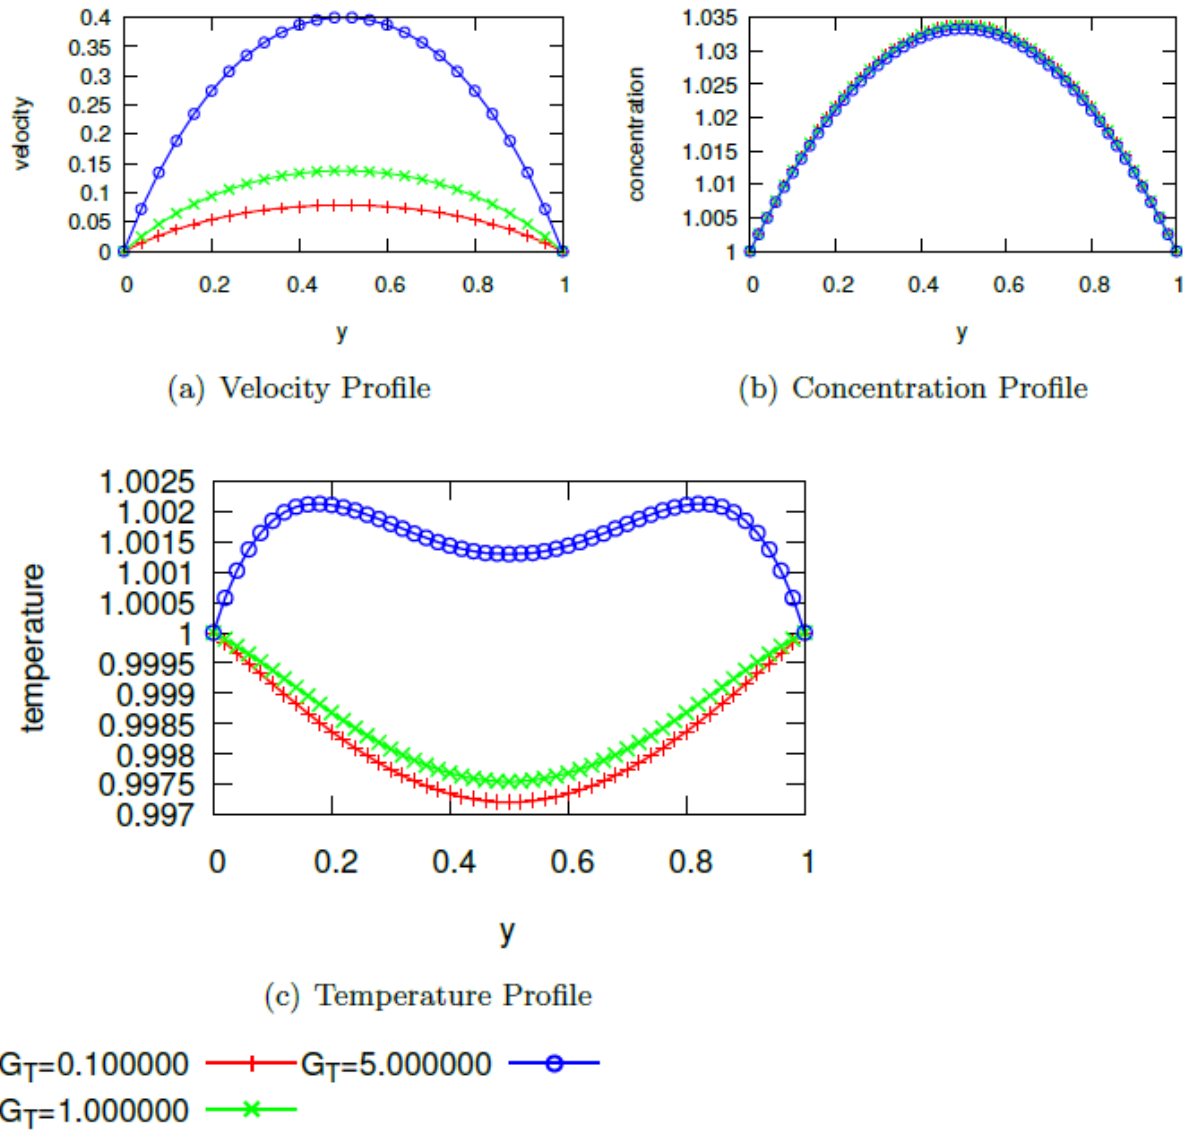 velocity
0.4
0.35
0.3
0.25
0.2
0.15
0.1
0.05
0
0 0.2 0.4 0.6 0.8 1
y
(a) Velocity Profile
concentration
1.035
1.03
1.025
1.02
1.015
1.01
1.005
1
0 0.2 0.4 0.6 0.8 1
y
(b) Concentration Profile
temperature
1.0025
1.002
1.0015
1.001
1.0005
1
0.9995
0.999
0.9985
0.998
0.9975
0.997
0 0.2 0.4 0.6 0.8 1
y
(c) Temperature Profile
G_T=0.100000 G_T=5.000000
G_T=1.000000